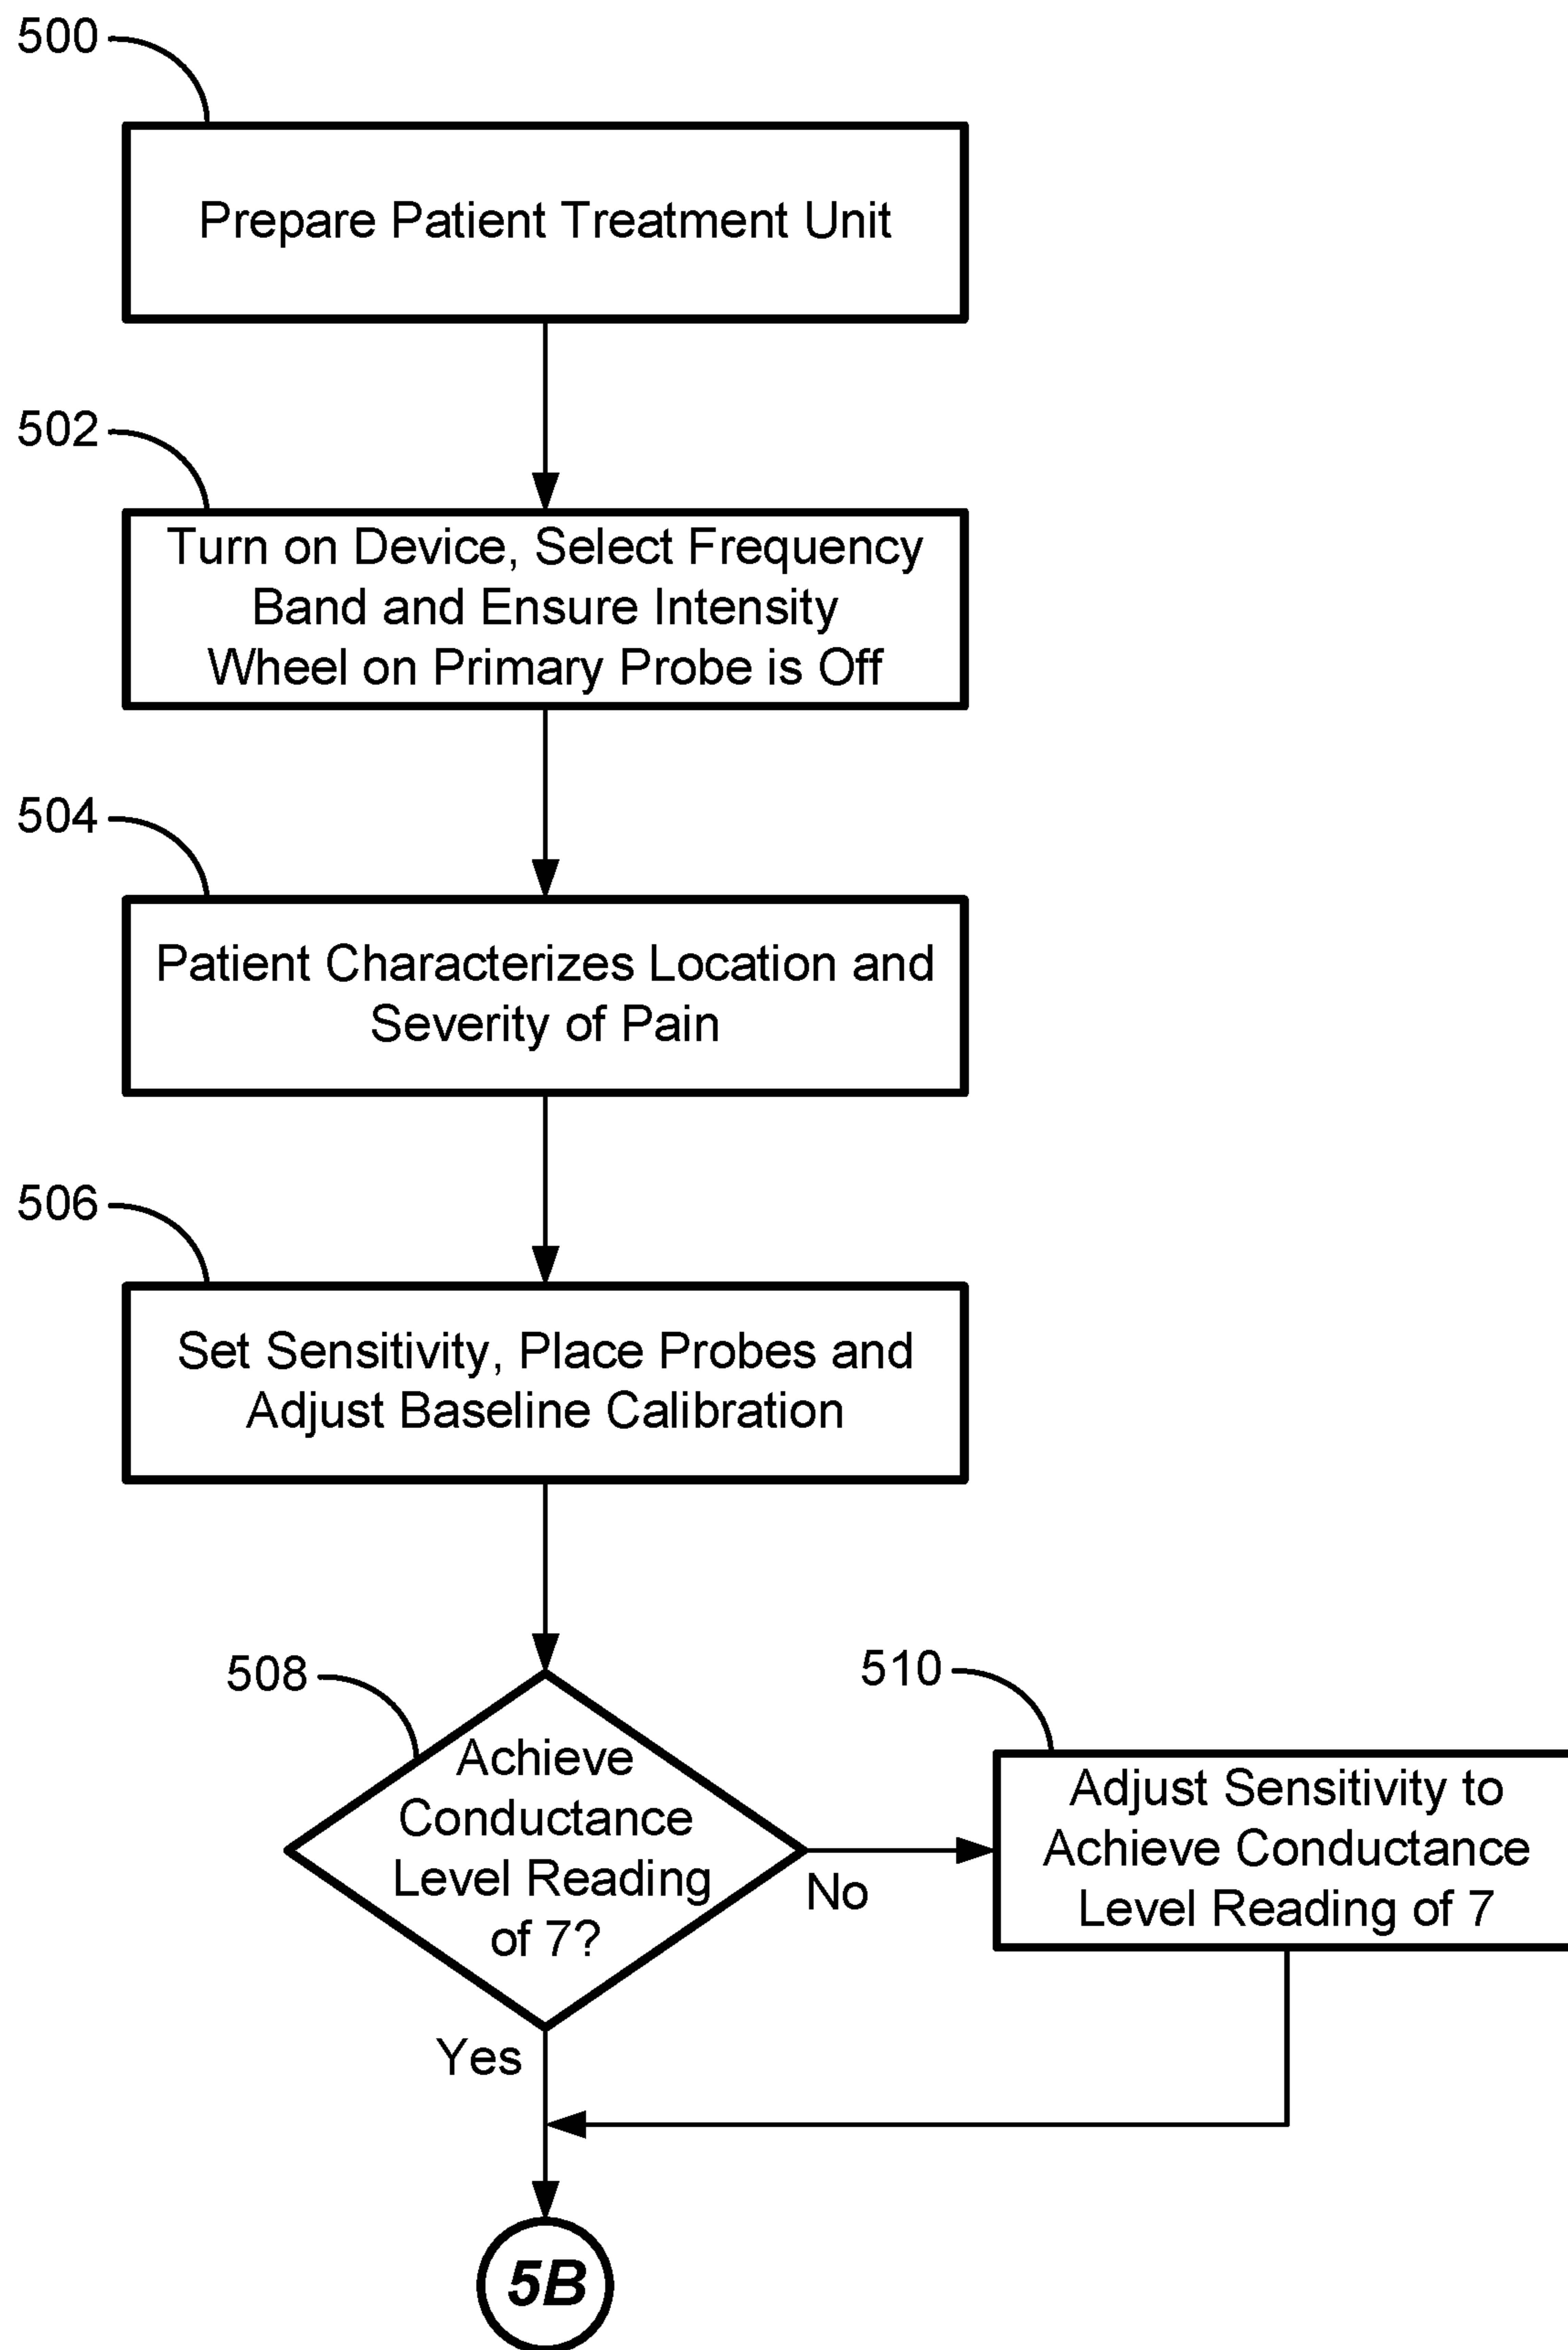 500
Prepare Patient Treatment Unit
502
Turn on Device, Select Frequency
Band and Ensure Intensity
Wheel on Primary Probe is Off
504
Patient Characterizes Location and
Severity of Pain
506
Set Sensitivity, Place Probes and
Adjust Baseline Calibration
508
Achieve
Conductance
Level Reading
of 7?
No
510
Adjust Sensitivity to
Achieve Conductance
Level Reading of 7
Yes
5B